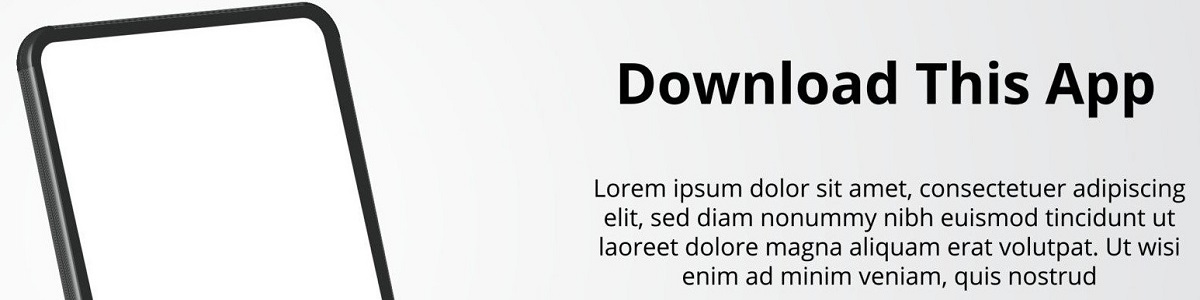 Download This App
Lorem ipsum dolor sit amet, consectetuer adipiscing
elit, sed diam nonummy nibh euismod tincidunt ut
laoreet dolore magna aliquam erat volutpat. Ut wisi
enim ad minim veniam, quis nostrud